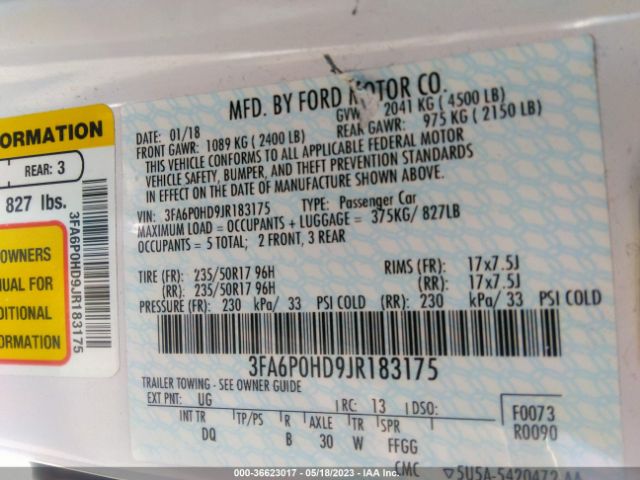 ORMATION
REAR: 3
827 lbs.
OWNERS
NUAL FOR
DITIONAL
ORMATION
3FA6P0HD9JR183175
MFD. BY FORD MOTOR CO.
DATE: 01/18 GVW 2041 KG ( 4500 LB)
FRONT GAWR: 1089 KG ( 2400 LB) REAR GAWR: 975 KG ( 2150 LB)
THIS VEHICLE CONFORMS TO ALL APPLICABLE FEDERAL MOTOR
VEHICLE SAFETY, BUMPER, AND THEFT PREVENTION STANDARDS
IN EFFECT ON THE DATE OF MANUFACTURE SHOWN ABOVE.
VIN: 3FA6P0HD9JR183175 TYPE: Passenger Car
MAXIMUM LOAD = OCCUPANTS + LUGGAGE = 375KG/ 827LB
OCCUPANTS = 5 TOTAL; 2 FRONT, 3 REAR
TIRE (FR): 235/50R17 96H RIMS (FR): 17x7.5J
(RR): 235/50R17 96H (RR): 17x7.5J
PRESSURE (FR): 230 kPa/ 33 PSI COLD (RR): 230 kPa/ 33 PSI COLD
3FA6P0HD9JR183175
TRAILER TOWING - SEE OWNER GUIDE
EXT PNT: UG RC: 13 DSO: F0073
INT TR TP/PS R AXLE TR SPR R0090
DQ B 30 W FFGG
CMC 5U5A-5420472-AA
000-36623017 - 05/18/2023 - IAA Inc.